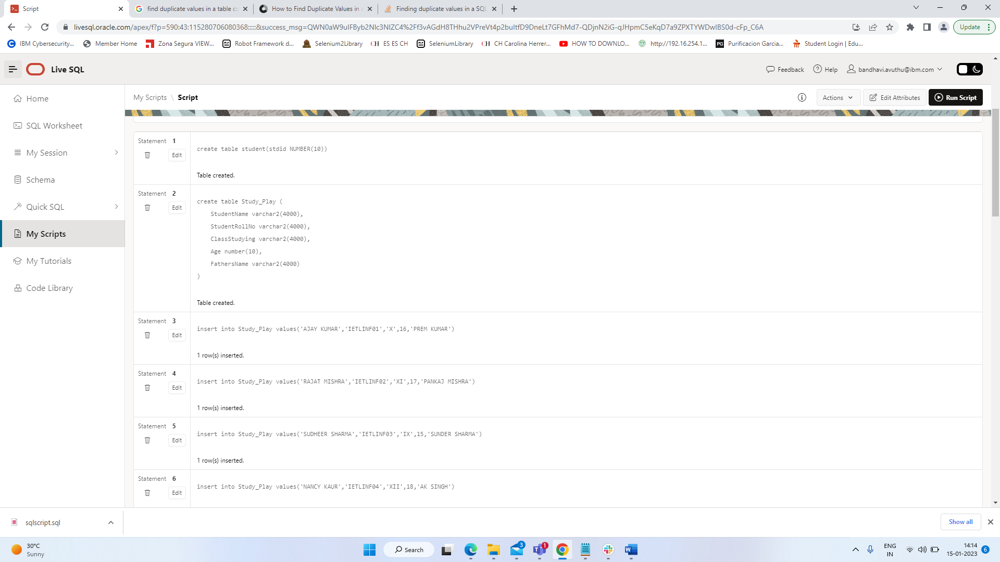 Script
find duplicate values in a table co
How to Find Duplicate Values in a
Finding duplicate values in a SQL
livesql.oracle.com/apex/f?p=590:43:115280706080368:::::&success_msg=QWN0aW9uIFByb2Nlc3NlZC4%2Ff3vAGdH8THhu2VPreVt4p2buItfD9DneLt7GFhMd7-QDjnN2iG-qJHpmC5eKqD7a9ZPXTYWDwIBS0d-cFp_C6A
Update
IBM Cybersecurity...
Member Home
Zona Segura VIEW...
Robot Framework d...
Selenium2Library
CH ES ES CH
SeleniumLibrary
CH CH Carolina Herrer...
HOW TO DOWNLO...
http://192.16.254.1...
PG Purificacion Garcia...
Student Login | Edu...
Live SQL
Feedback
Help
bandhavi.avuthu@ibm.com
Home
SQL Worksheet
My Session
Schema
Quick SQL
My Scripts
My Tutorials
Code Library
My Scripts \ Script
Actions
Edit Attributes
Run Script
Statement 1
Edit
create table student(stdid NUMBER(10))
Table created.
Statement 2
Edit
create table Study_Play (
StudentName varchar2(4000),
StudentRollNo varchar2(4000),
ClassStudying varchar2(4000),
Age number(10),
FathersName varchar2(4000)
)
Table created.
Statement 3
Edit
insert into Study_Play values('AJAY KUMAR','IETLINF01','X',16,'PREM KUMAR')
1 row(s) inserted.
Statement 4
Edit
insert into Study_Play values('RAJAT MISHRA','IETLINF02','XI',17,'PANKAJ MISHRA')
1 row(s) inserted.
Statement 5
Edit
insert into Study_Play values('SUDHEER SHARMA','IETLINF03','IX',15,'SUNDER SHARMA')
1 row(s) inserted.
Statement 6
Edit
insert into Study_Play values('NANCY KAUR','IETLINF04','XII',18,'AK SINGH')
sqlscript.sql
Show all
30°C
Sunny
Search
3
1
ENG
IN
14:14
15-01-2023
6